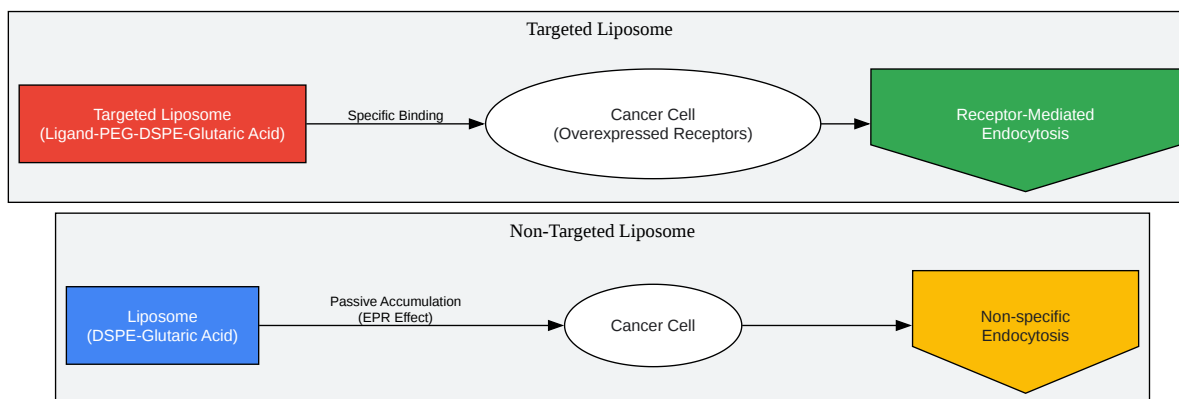 Targeted Liposome
Targeted Liposome
(Ligand-PEG-DSPE-Glutaric Acid)
Specific Binding
Cancer Cell
(Overexpressed Receptors)
Receptor-Mediated
Endocytosis
Non-Targeted Liposome
Liposome
(DSPE-Glutaric Acid)
Passive Accumulation
(EPR Effect)
Cancer Cell
Non-specific
Endocytosis